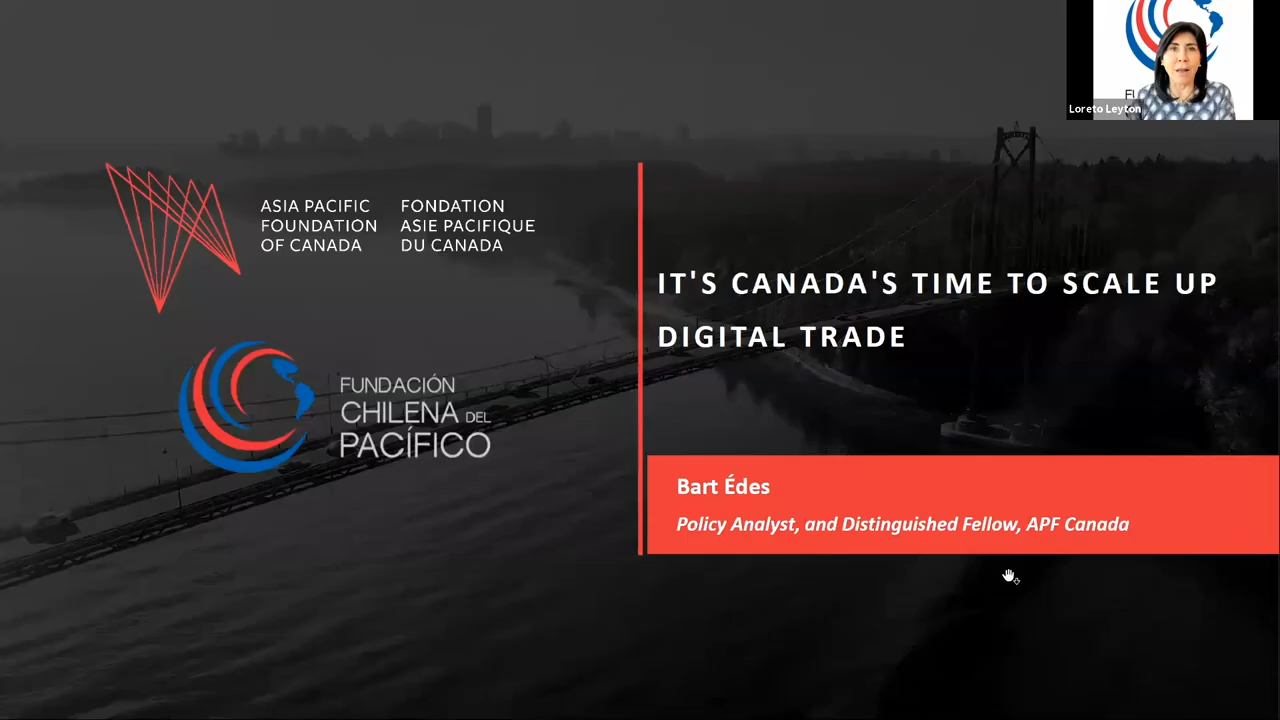 ASIA PACIFIC
FOUNDATION
OF CANADA
FONDATION
ASIE PACIFIQUE
DU CANADA
FUNDACIÓN
CHILENA DEL
PACÍFICO
IT'S CANADA'S TIME TO SCALE UP
DIGITAL TRADE
Bart Édes
Policy Analyst, and Distinguished Fellow, APF Canada
Loreto Leyton